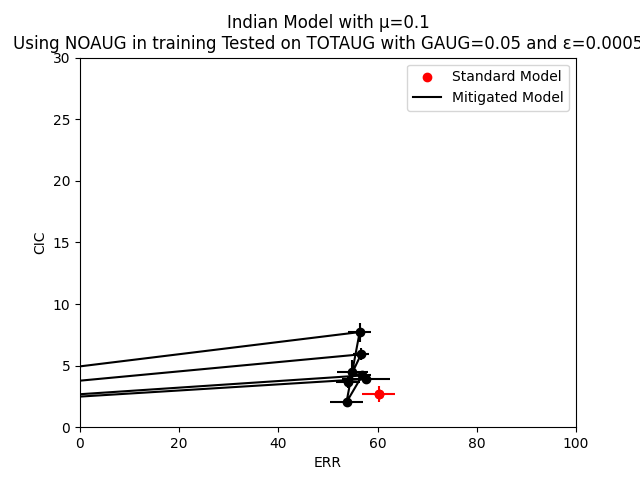 Indian Model with μ=0.1
Using NOAUG in training Tested on TOTAUG with GAUG=0.05 and ε=0.0005
Standard Model
Mitigated Model
30
25
20
15
10
5
0
CIC
0 20 40 60 80 100
ERR